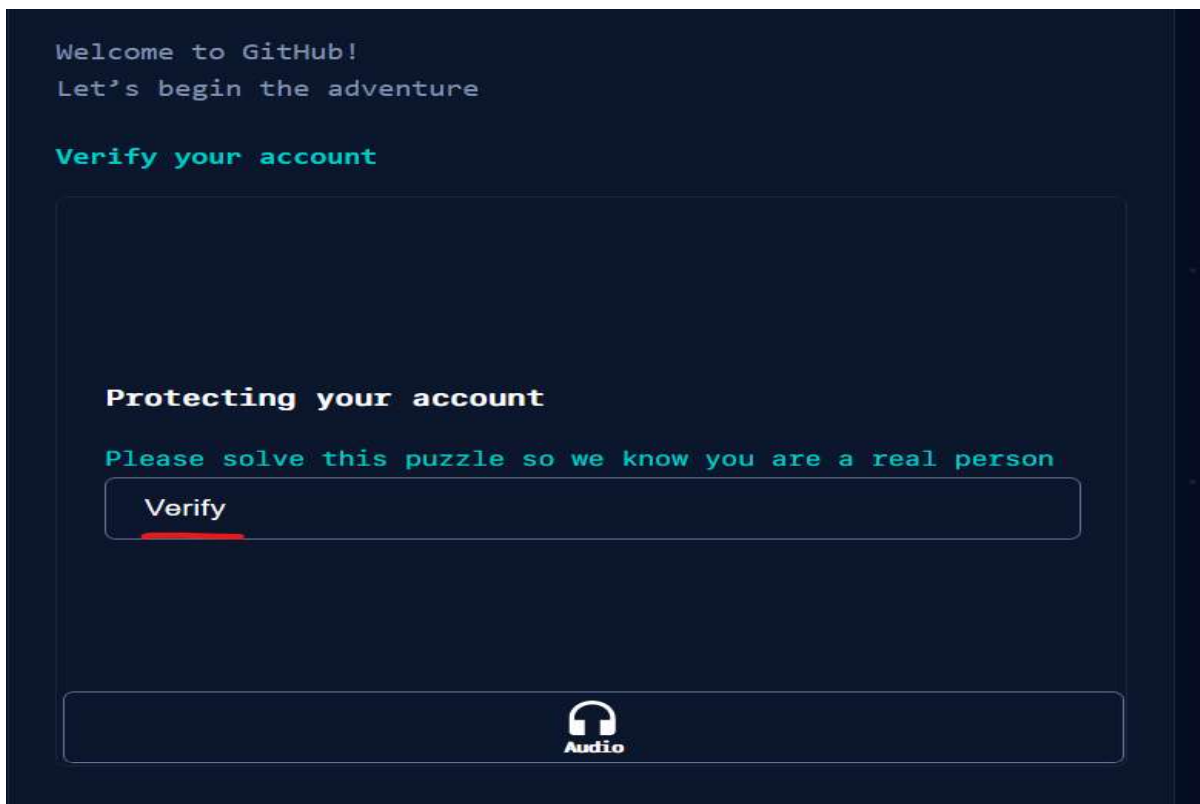 Welcome to GitHub!
Let’s begin the adventure
Verify your account
Protecting your account
Please solve this puzzle so we know you are a real person
Verify
Audio